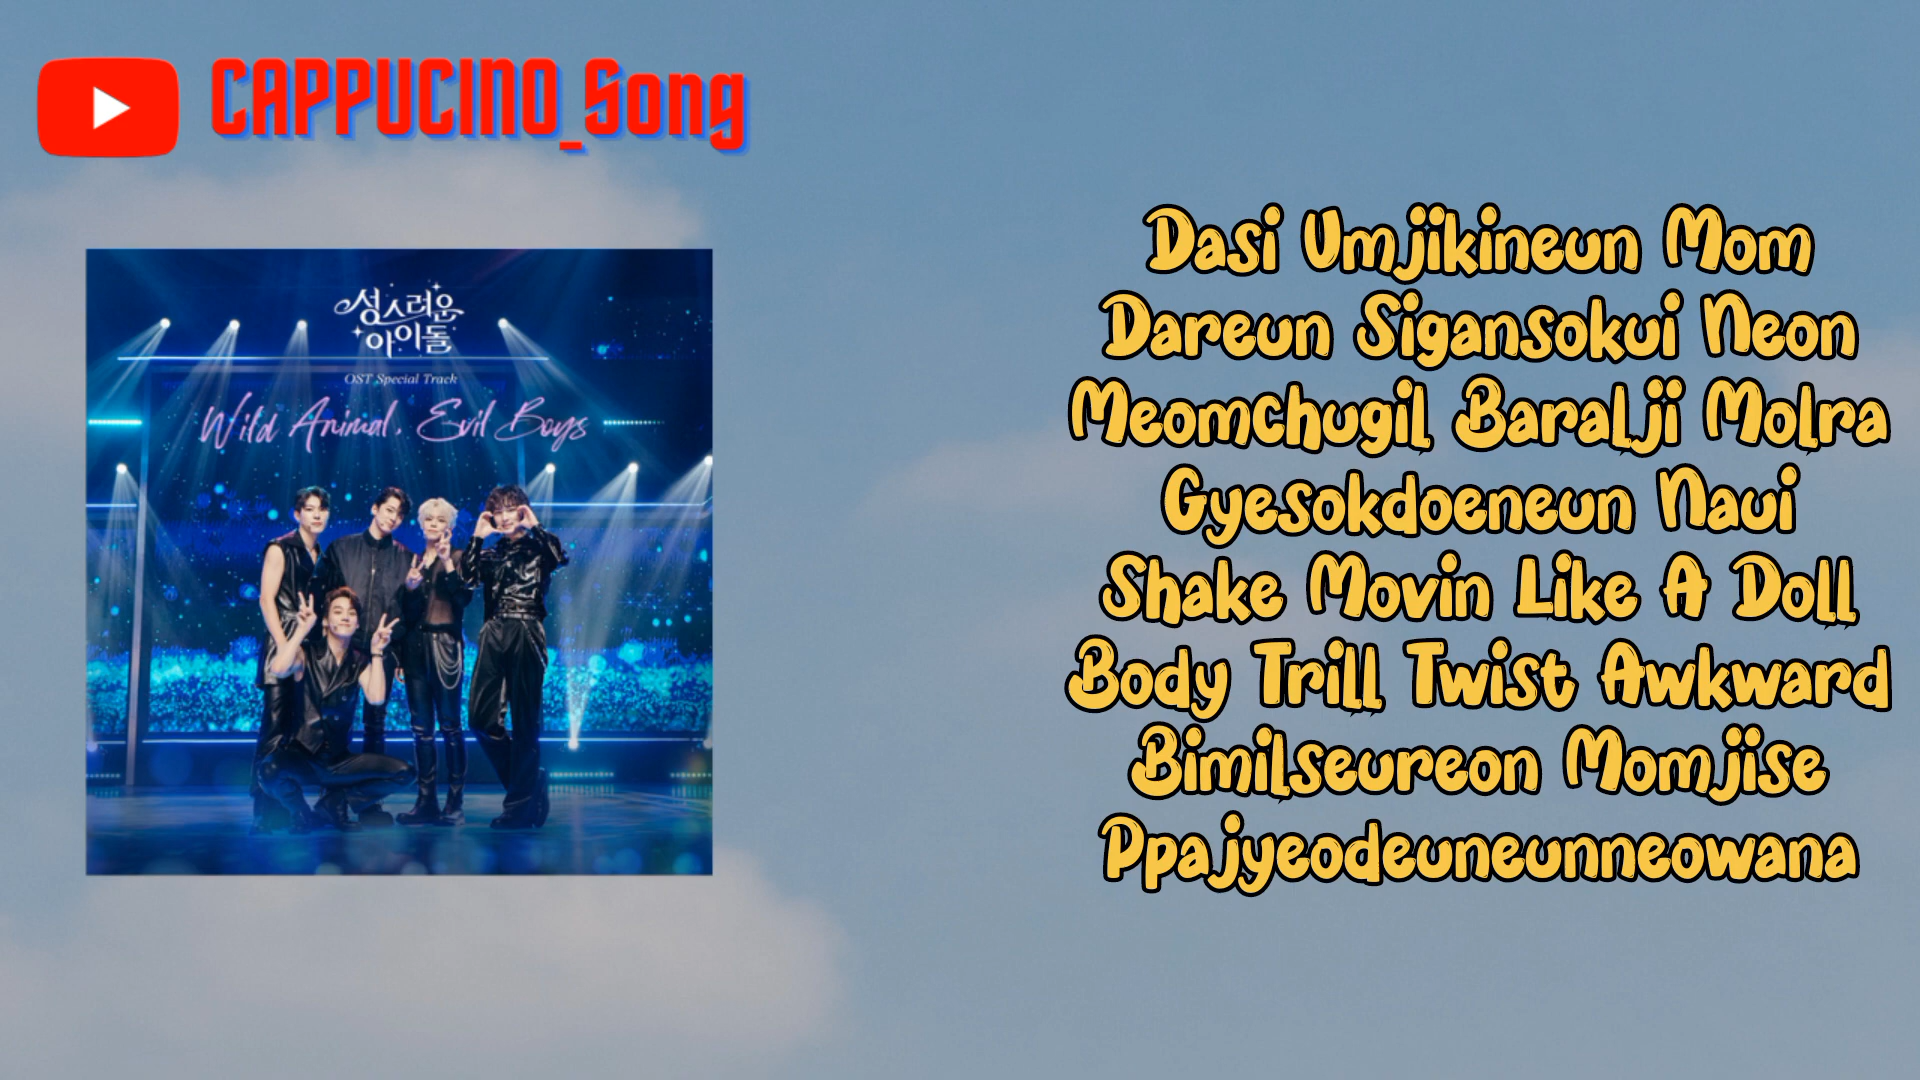 CAPPUCINO_Song
성스러운
아이돌
OST Special Track
Wild Animal, Evil Boys
Dasi Umjikineun Mom
Dareun Sigansokui Neon
Meomchugil Baralji Molra
Gyesokdoeneun Naui
Shake Movin Like A Doll
Body Trill Twist Awkward
Bimilseureon Momjise
Ppajyeodeuneunneowana